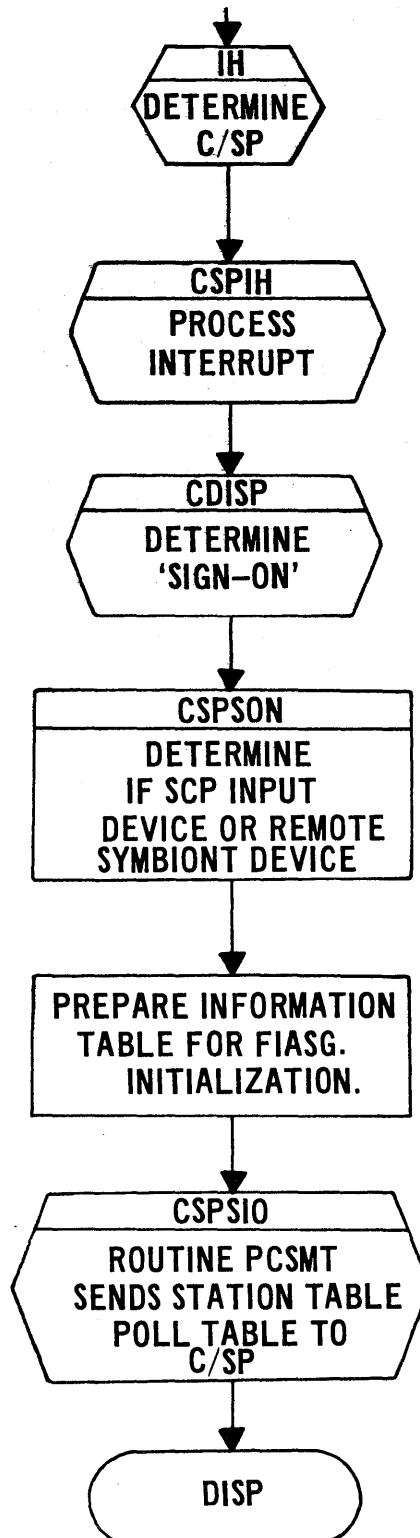 IH
DETERMINE
C/SP
CSPIH
PROCESS
INTERRUPT
CDISP
DETERMINE
‘SIGN–ON’
CSPSON
DETERMINE
IF SCP INPUT
DEVICE OR REMOTE
SYMBIONT DEVICE
PREPARE INFORMATION
TABLE FOR FIASG.
INITIALIZATION.
CSPSIO
ROUTINE PCSMT
SENDS STATION TABLE
POLL TABLE TO
C/SP
DISP